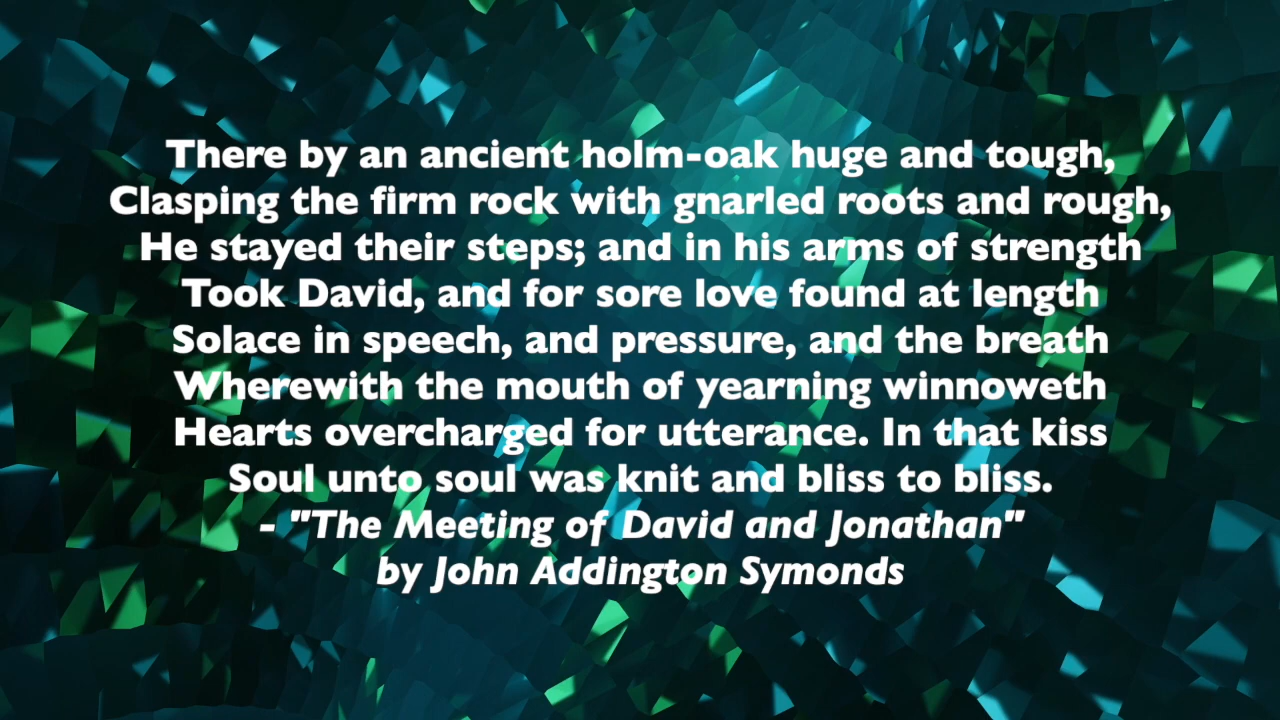 There by an ancient holm-oak huge and tough,
Clasping the firm rock with gnarled roots and rough,
He stayed their steps; and in his arms of strength
Took David, and for sore love found at length
Solace in speech, and pressure, and the breath
Wherewith the mouth of yearning winnoweth
Hearts overcharged for utterance. In that kiss
Soul unto soul was knit and bliss to bliss.
- "The Meeting of David and Jonathan"
by John Addington Symonds